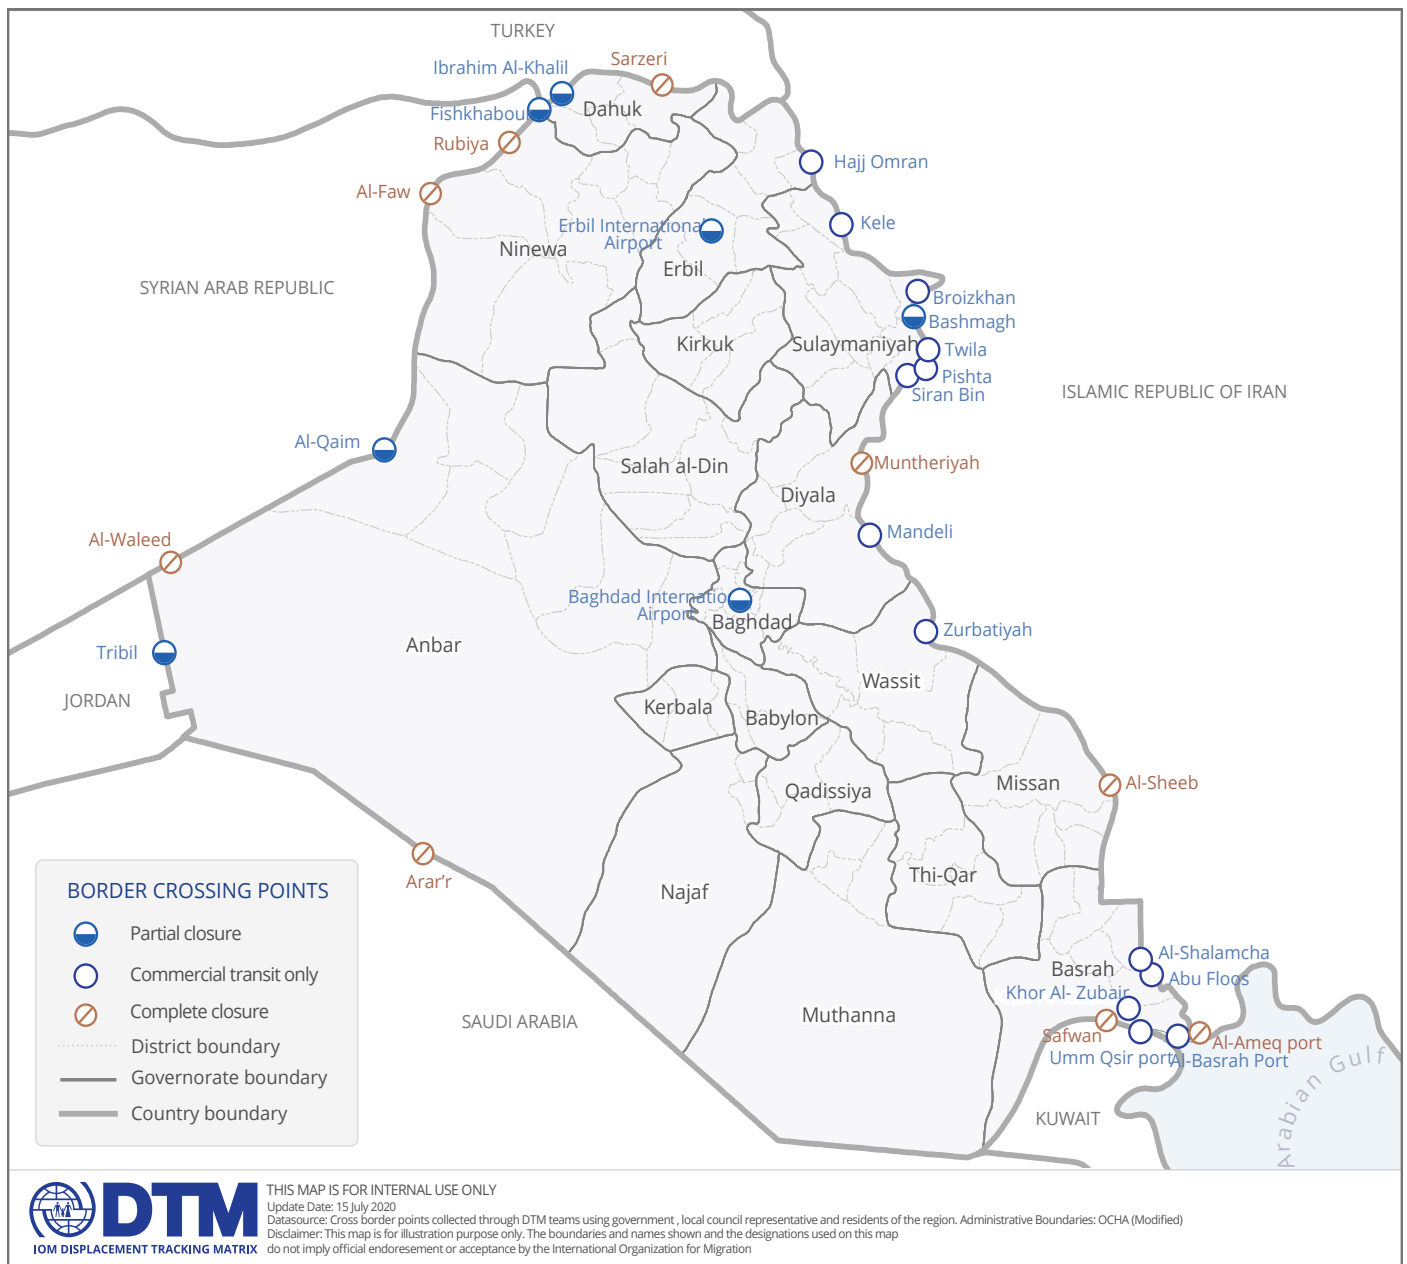 TURKEY
Ibrahim Al-Khalil
Sarzeri
Fishkhabou
Dahuk
Rubiya
Hajj Omran
Al-Faw
Kele
Erbil International
Airport
Ninewa
Erbil
SYRIAN ARAB REPUBLIC
Broizkhan
Bashmagh
Kirkuk
Sulaymaniyah
Twila
Pishta
Siran Bin
ISLAMIC REPUBLIC OF IRAN
Al-Qaim
Salah al-Din
Muntheriyah
Diyala
Mandeli
Al-Waleed
Baghdad Internatio
Airport
Baghdad
Zurbatiyah
Anbar
Tribil
Wassit
JORDAN
Kerbala
Babylon
Missan
Al-Sheeb
Qadissiya
Thi-Qar
Arar'r
Najaf
Al-Shalamcha
Basrah
Abu Floos
Khor Al- Zubair
Muthanna
SAUDI ARABIA
Safwan
Al-Ameq port
Umm Qsir port
Al-Basrah Port
Arabian Gulf
KUWAIT
BORDER CROSSING POINTS
Partial closure
Commercial transit only
Complete closure
District boundary
Governorate boundary
Country boundary
DTM
IOM DISPLACEMENT TRACKING MATRIX
THIS MAP IS FOR INTERNAL USE ONLY
Update Date: 15 July 2020
Datasource: Cross border points collected through DTM teams using government , local council representative and residents of the region. Administrative Boundaries: OCHA (Modified)
Disclaimer: This map is for illustration purpose only. The boundaries and names shown and the designations used on this map
do not imply official endoresement or acceptance by the International Organization for Migration